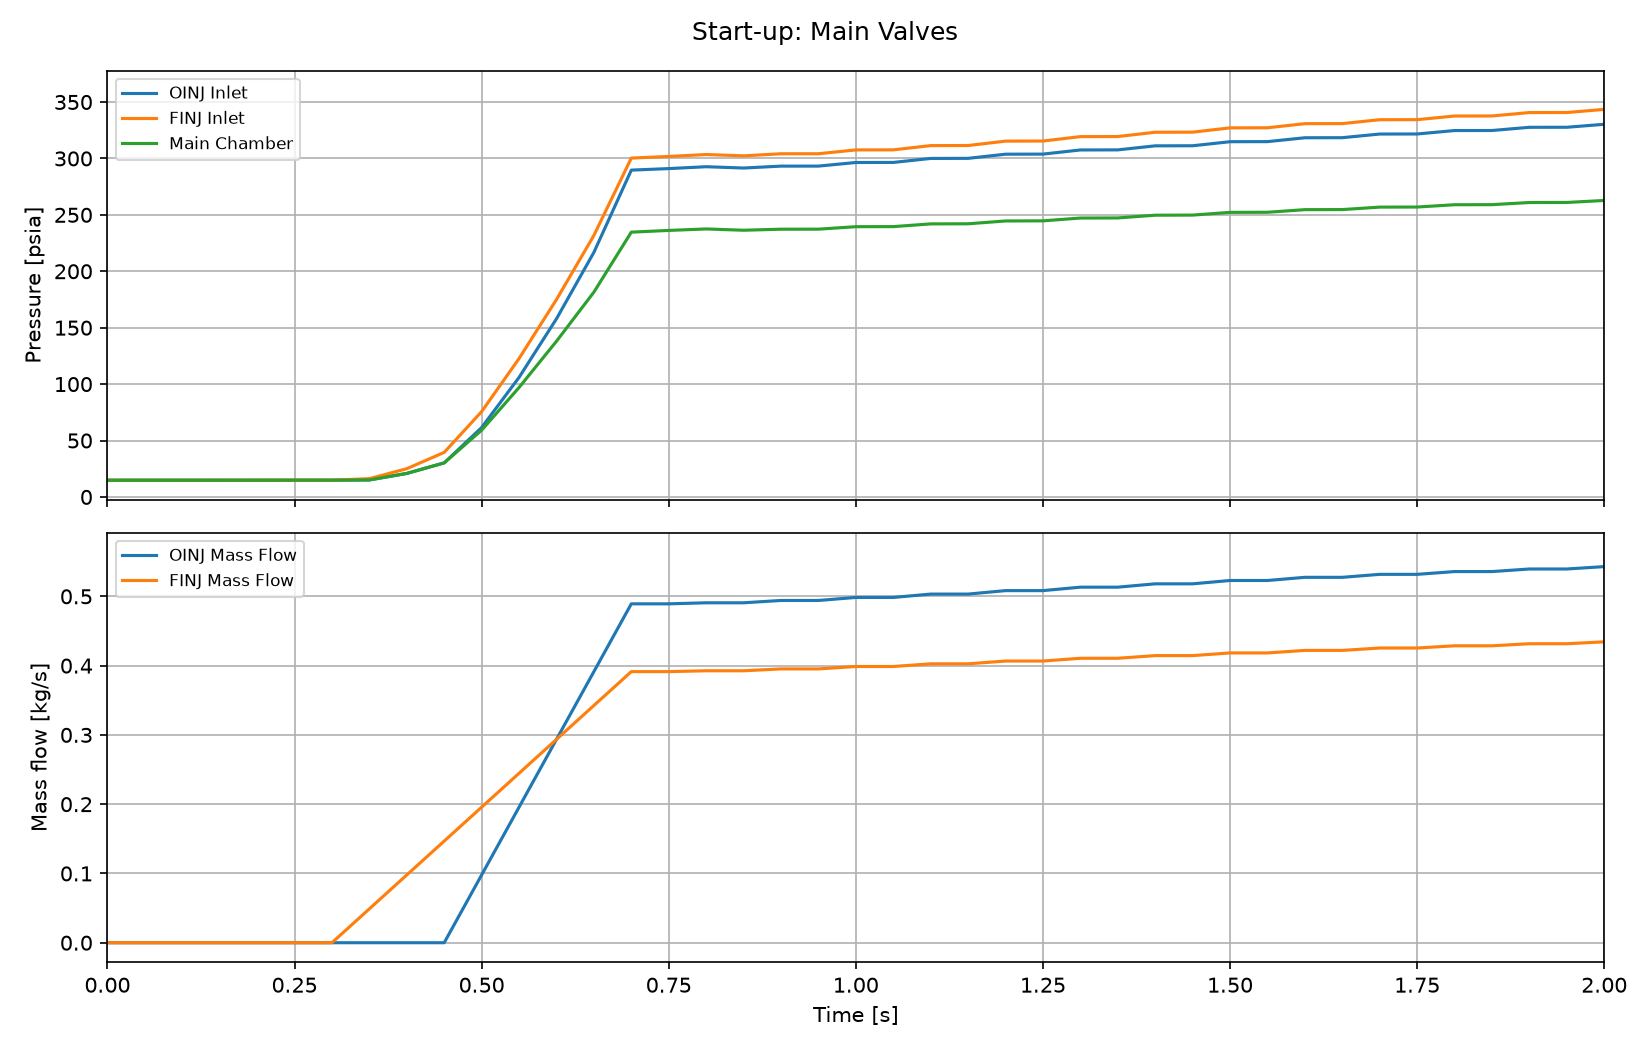 Start-up: Main Valves
OINJ Inlet
FINJ Inlet
Main Chamber
Pressure [psia]
350
300
250
200
150
100
50
0
OINJ Mass Flow
FINJ Mass Flow
Mass flow [kg/s]
0.5
0.4
0.3
0.2
0.1
0.0
0.00 0.25 0.50 0.75 1.00 1.25 1.50 1.75 2.00
Time [s]